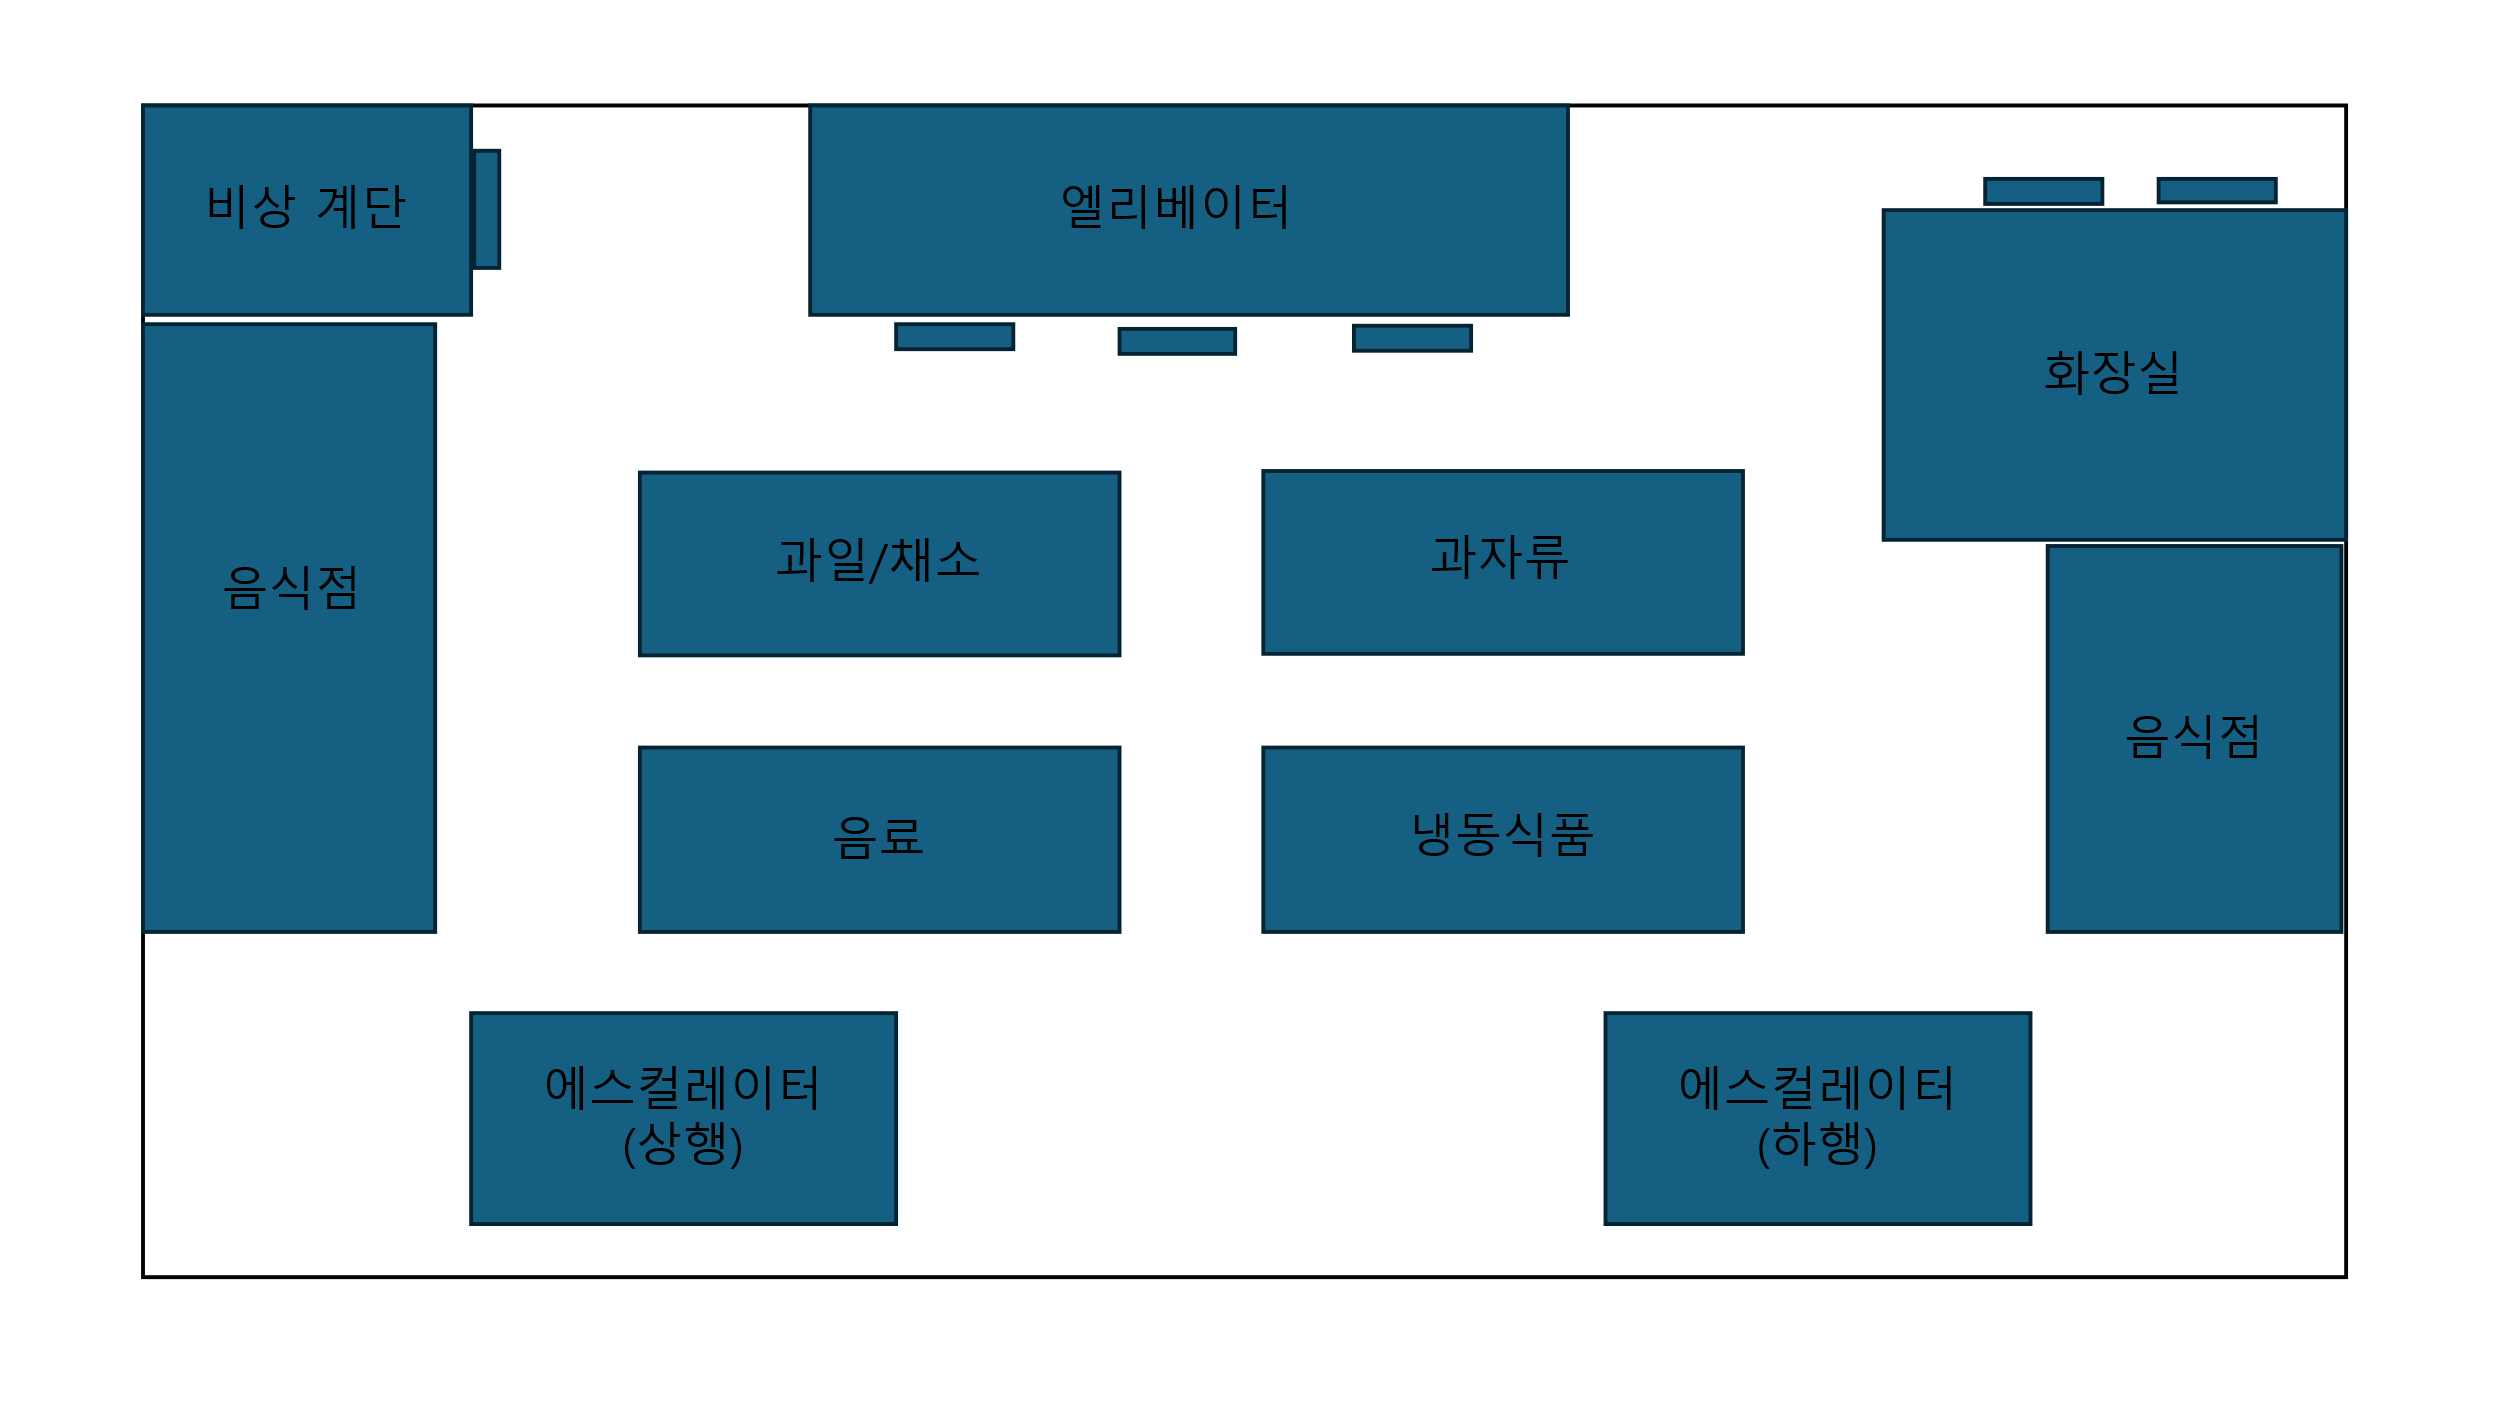 비상 계단
엘리베이터
화장실
음식점
과일/채소
과자류
음식점
음료
냉동식품
에스컬레이터
(상행)
에스컬레이터
(하행)